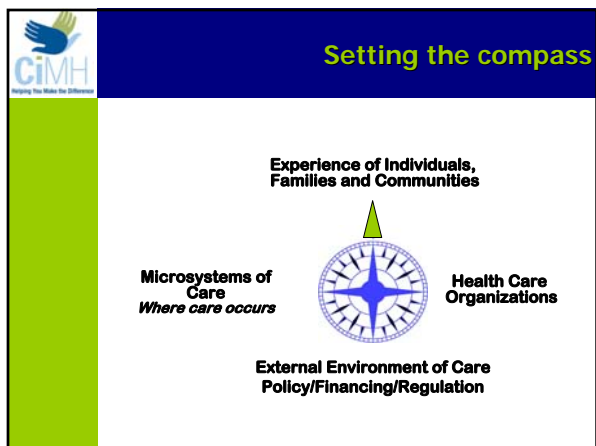 CiMH
Helping You Make the Difference
Setting the compass
Experience of Individuals,
Families and Communities
Microsystems of
Care
Where care occurs
Health Care
Organizations
External Environment of Care
Policy/Financing/Regulation